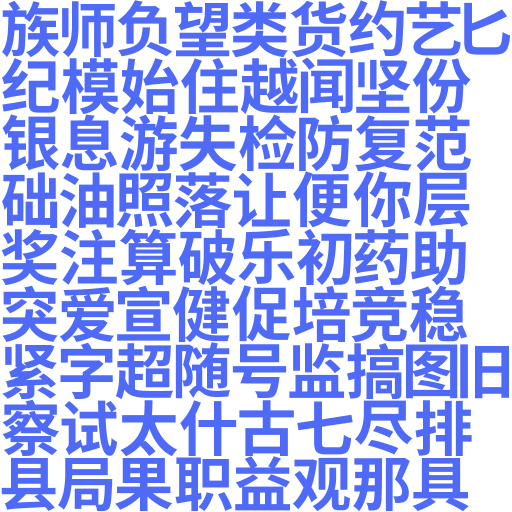 族师负望类货约艺匕
纪模始住越闻坚份
银息游失检防复范
础油照落让便你层
奖注算破乐初药助
突爱宣健促培竞稳
紧字超随号监搞图旧
察试太什古七尽排
县局果职益观那具